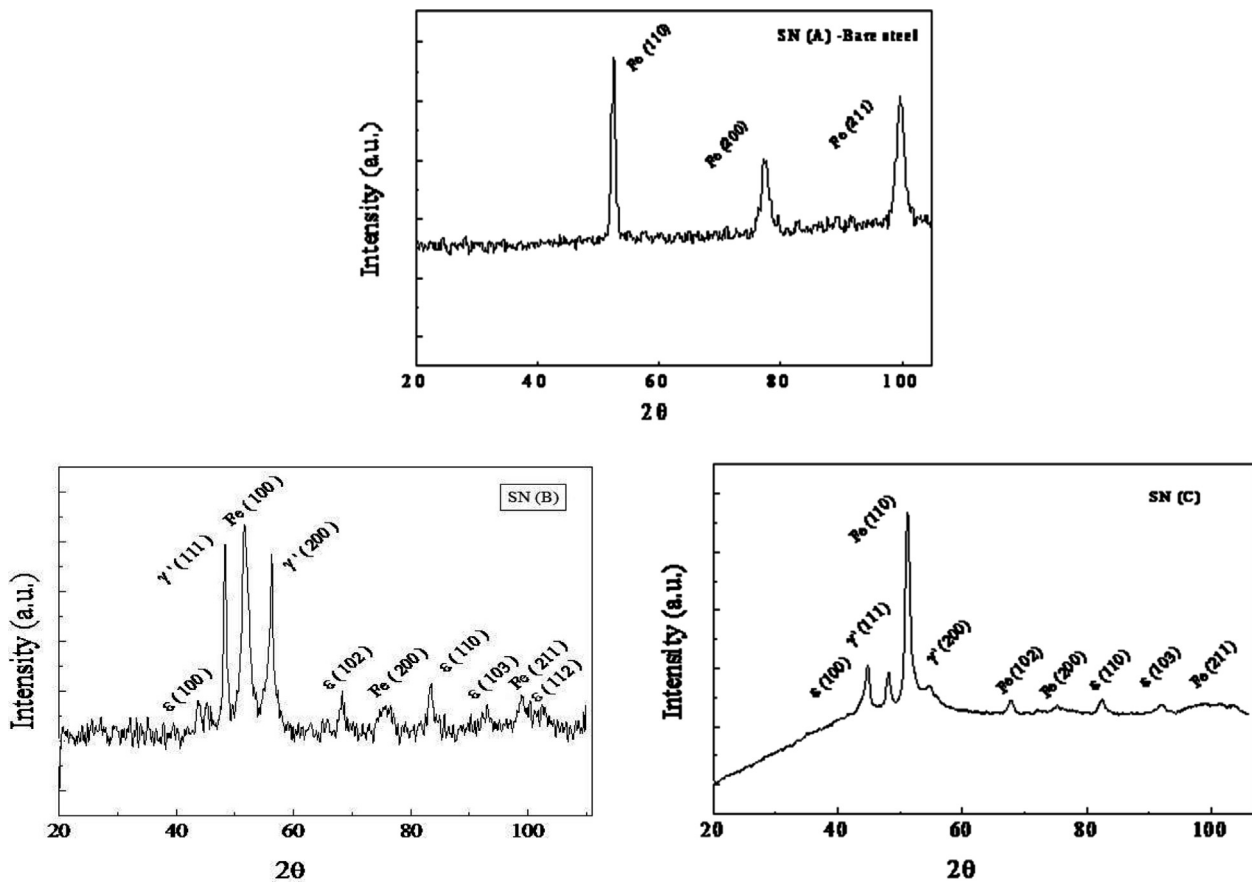 SN (A) -Bare steel
Fe (110)
Fe (200)
Fe (211)
Intensity (a.u.)
20 40 60 80 100
2θ
SN (B)
γ' (111)
Fe (100)
γ' (200)
ε (100)
ε (102)
Fe (200)
ε (110)
ε (103)
Fe (211)
ε (112)
Intensity (a.u.)
20 40 60 80 100
2θ
SN (C)
Fe (110)
ε (100)
γ' (111)
γ' (200)
Fe (102)
Fe (200)
ε (110)
ε (103)
Fe (211)
Intensity (a.u.)
20 40 60 80 100
2θ